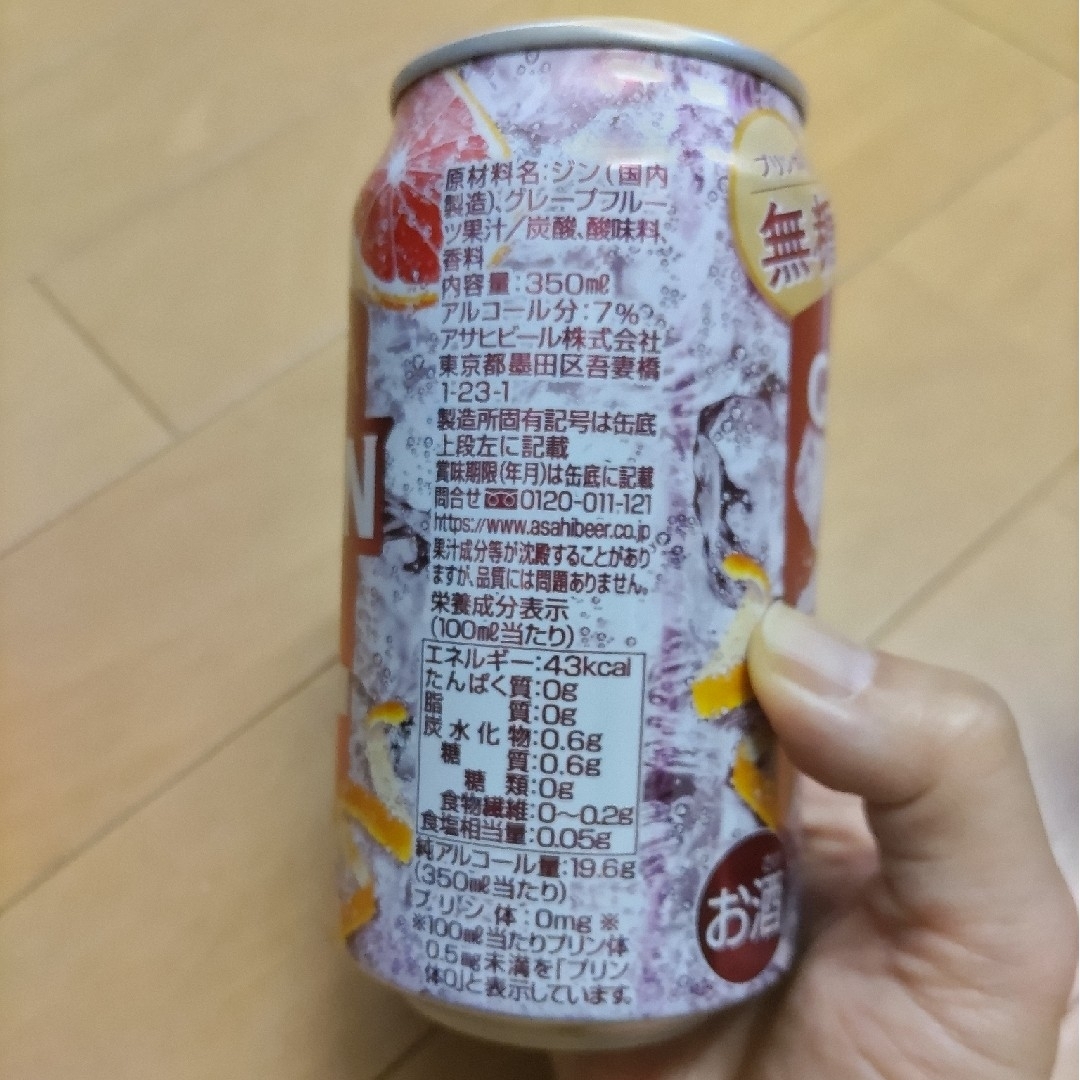 原材料名:ジン(国内
製造)、グレープフルー
ツ果汁/炭酸、酸味料、
香料
内容量:350㎖
アルコール分:7%
アサヒビール株式会社
東京都墨田区吾妻橋
1-23-1
製造所固有記号は缶底
上段左に記載
賞味期限(年月)は缶底に記載
問合せ 0120-011-121
https://www.asahibeer.co.jp
果汁成分等が沈殿することがあり
ますが、品質には問題ありません。
栄養成分表示
(100㎖当たり)
エネルギー:43kcal
たんぱく質:0g
脂質:0g
炭水化物:0.6g
糖質:0.6g
糖類:0g
食物繊維:0~0.2g
食塩相当量:0.05g
純アルコール量:19.6g
(350㎖当たり)
プリン体:0mg※
※100㎖当たりプリン体
0.5mg未満を「プリン
体0」と表示しています。
プリン
無
N
お酒